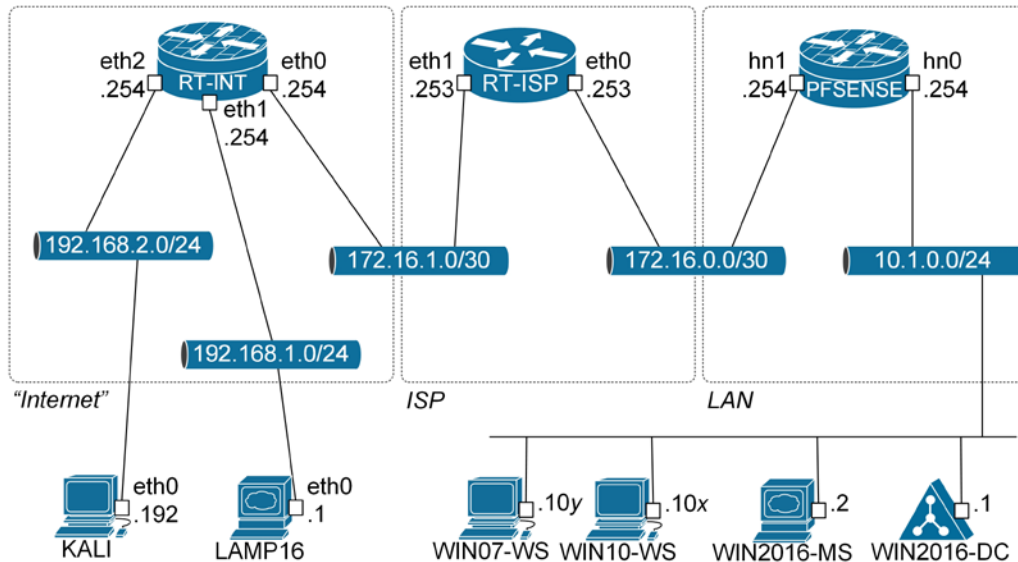 eth2
.254
RT-INT
eth0
.254
eth1
.254
eth1
.253
RT-ISP
eth0
.253
hn1
.254
PFSENSE
hn0
.254
192.168.2.0/24
172.16.1.0/30
172.16.0.0/30
10.1.0.0/24
192.168.1.0/24
"Internet"
ISP
LAN
eth0
.192
KALI
eth0
.1
LAMP16
.10y
WIN07-WS
.10x
WIN10-WS
.2
WIN2016-MS
.1
WIN2016-DC